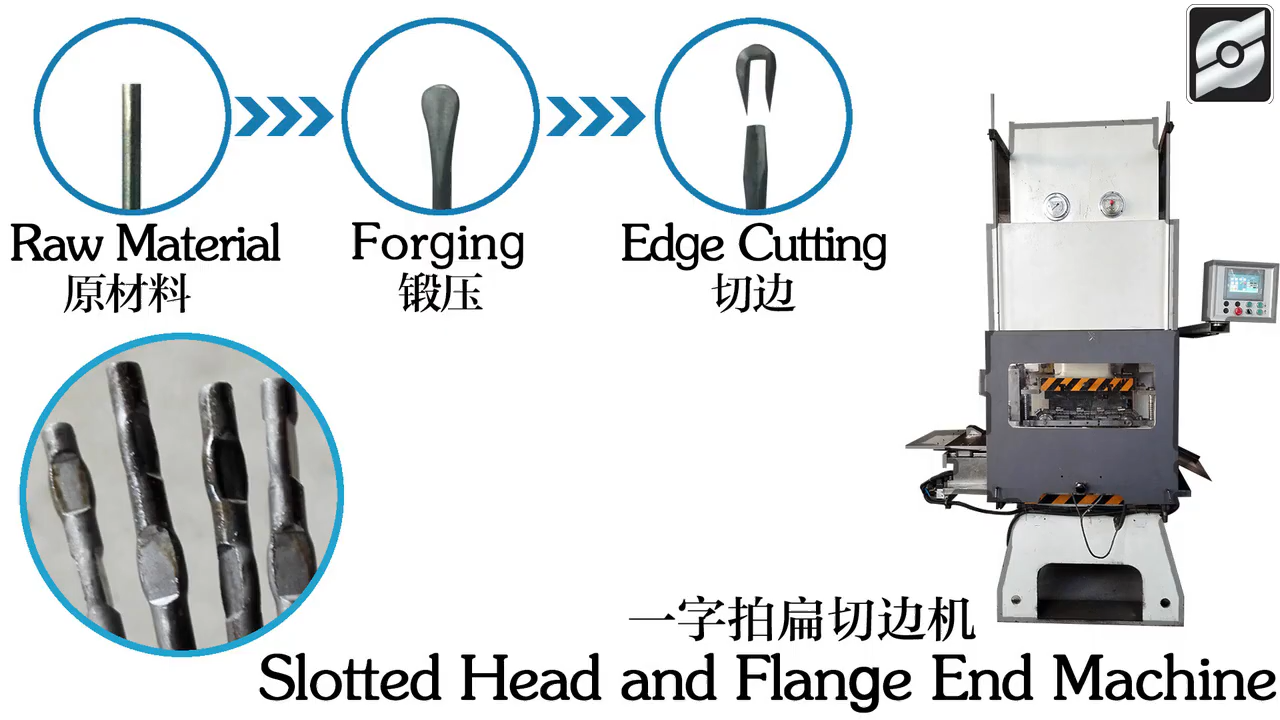 Raw Material
原材料
Forging
锻压
Edge Cutting
切边
一字拍扁切边机
Slotted Head and Flange End Machine